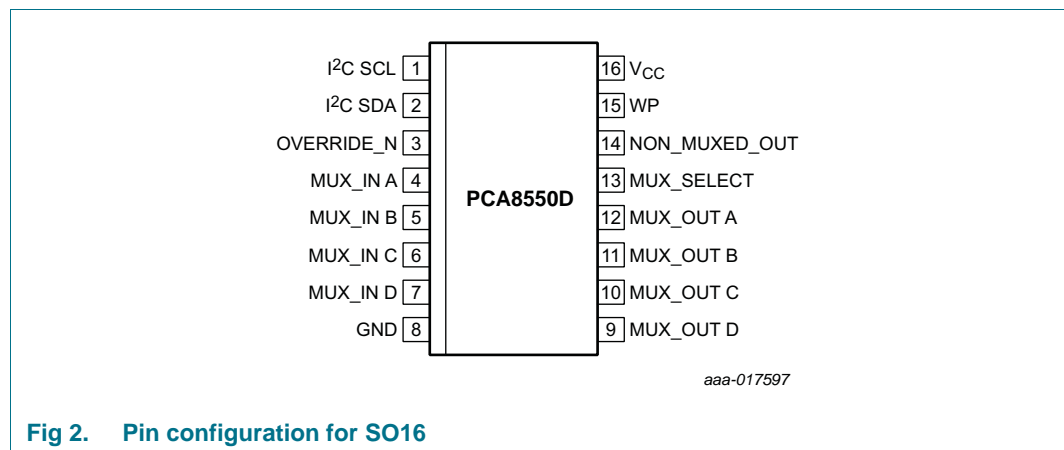 I²C SCL 1
I²C SDA 2
OVERRIDE_N 3
MUX_IN A 4
MUX_IN B 5
MUX_IN C 6
MUX_IN D 7
GND 8
PCA8550D
16 VCC
15 WP
14 NON_MUXED_OUT
13 MUX_SELECT
12 MUX_OUT A
11 MUX_OUT B
10 MUX_OUT C
9 MUX_OUT D
aaa-017597
Fig 2. Pin configuration for SO16